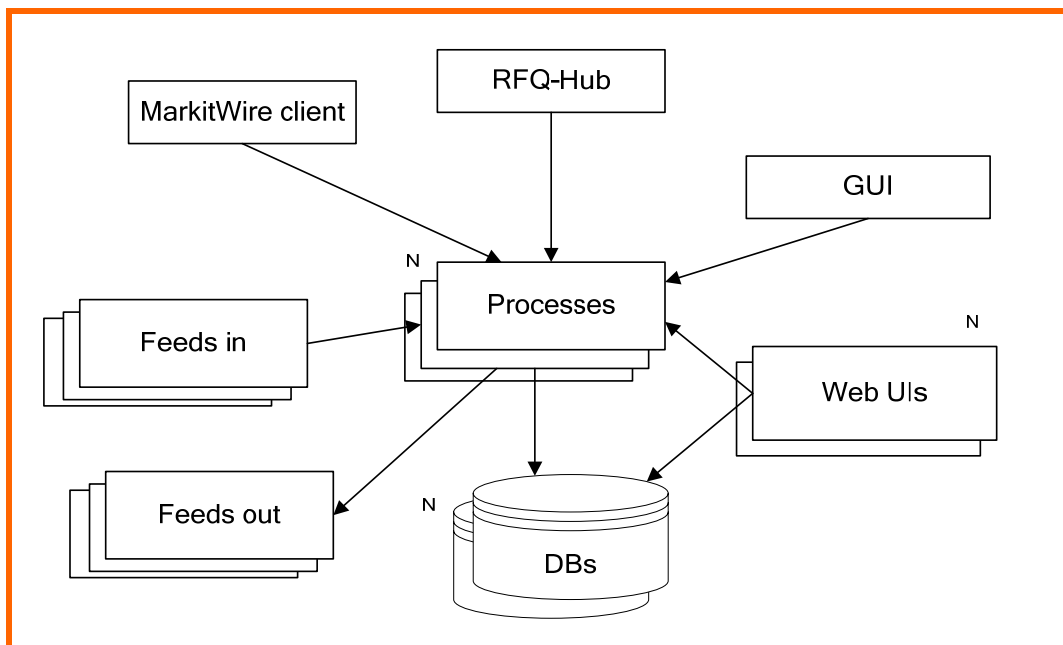 RFQ-Hub
MarkitWire client
GUI
N
Processes
N
Feeds in
Web UIs
N
Feeds out
DBs